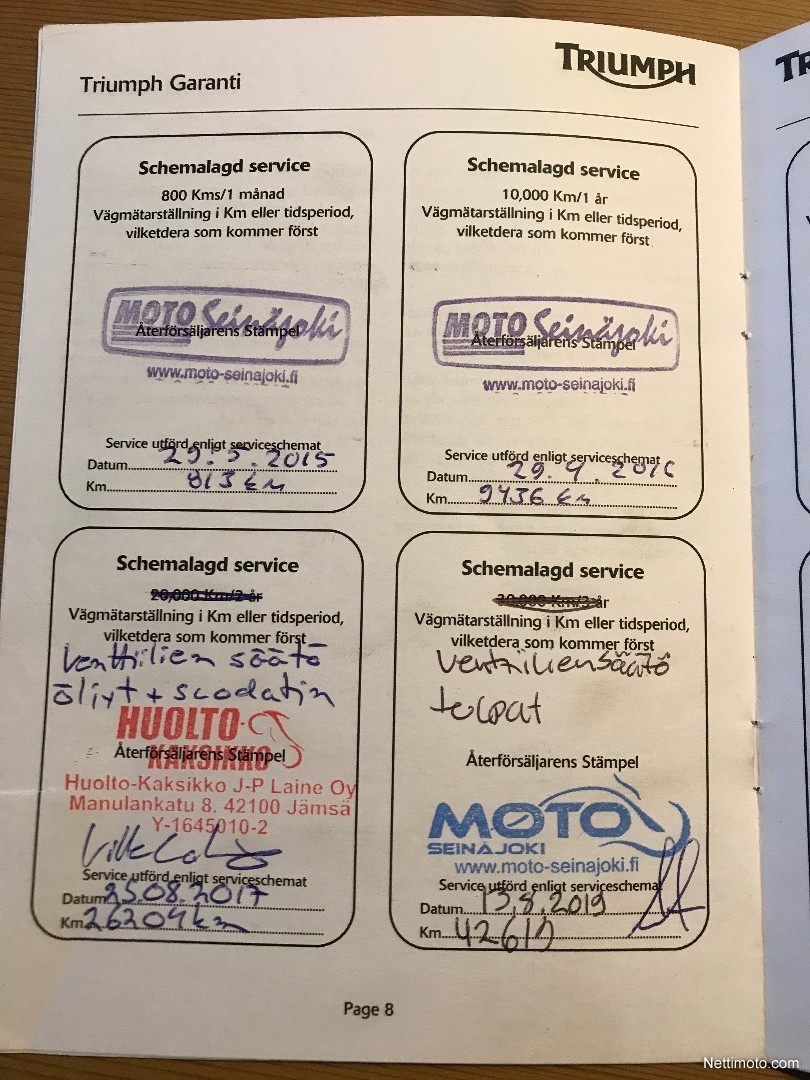 Triumph Garanti
TRIUMPH
Schemalagd service
800 Kms/1 månad
Vägmätarställning i Km eller tidsperiod,
vilketdera som kommer först
MOTO Seinäjoki
Återförsäljarens Stämpel
www.moto-seinajoki.fi
Service utförd enligt serviceschemat
Datum 29.5.2015
Km 813 km
Schemalagd service
10,000 Km/1 år
Vägmätarställning i Km eller tidsperiod,
vilketdera som kommer först
MOTO Seinäjoki
Återförsäljarens Stämpel
www.moto-seinajoki.fi
Service utförd enligt serviceschemat
Datum 29.4.2016
Km 9436 km
Schemalagd service
20,000 Km/2 år
Vägmätarställning i Km eller tidsperiod,
vilketdera som kommer först
Venttiilien säätö
öljyt + suodatin
HUOLTO
KAKSIKKO
Återförsäljarens Stämpel
Huolto-Kaksikko J-P Laine Oy
Manulankatu 8. 42100 Jämsä
Y-1645010-2
Service utförd enligt serviceschemat
Datum 25.08.2017
Km 26209 km
Schemalagd service
30,000 Km/3 år
Vägmätarställning i Km eller tidsperiod,
vilketdera som kommer först
Venttiiliensäätö
tulpat
Återförsäljarens Stämpel
MOTO
SEINÄJOKI
www.moto-seinajoki.fi
Service utförd enligt serviceschemat
Datum 13.8.2019
Km 42610
Page 8
Nettimoto.com